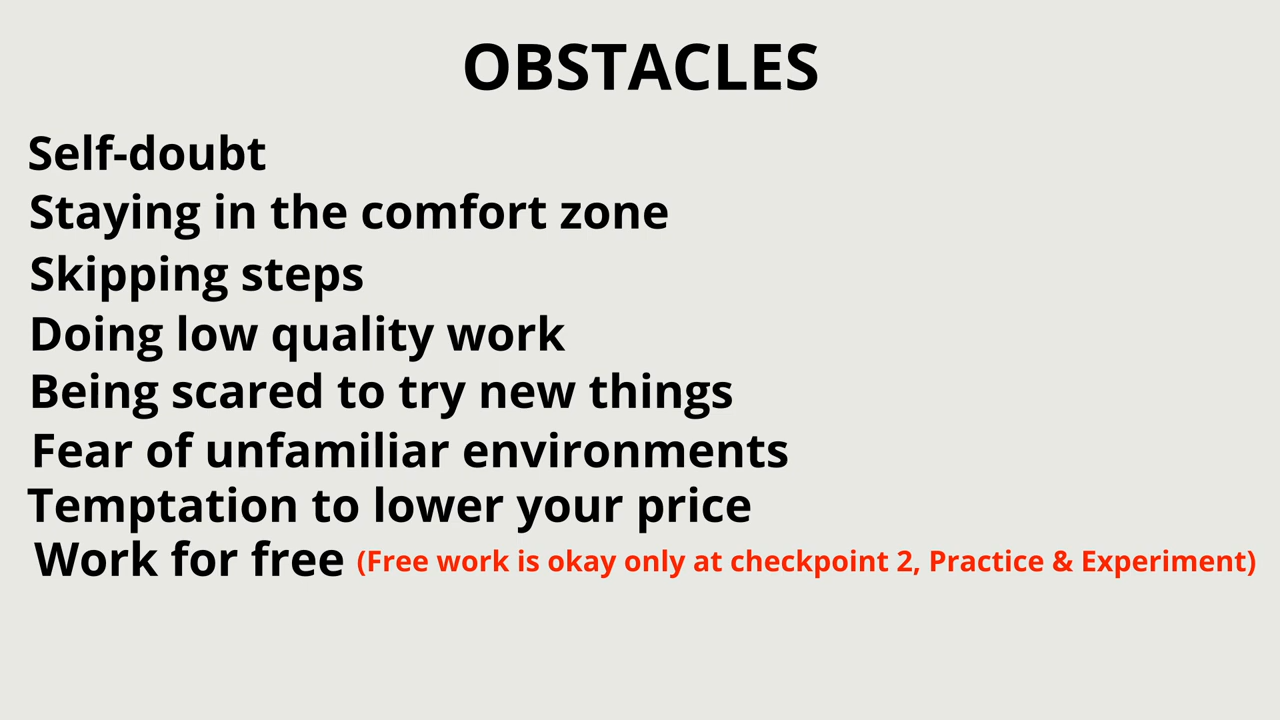 OBSTACLES
Self-doubt
Staying in the comfort zone
Skipping steps
Doing low quality work
Being scared to try new things
Fear of unfamiliar environments
Temptation to lower your price
Work for free (Free work is okay only at checkpoint 2, Practice & Experiment)